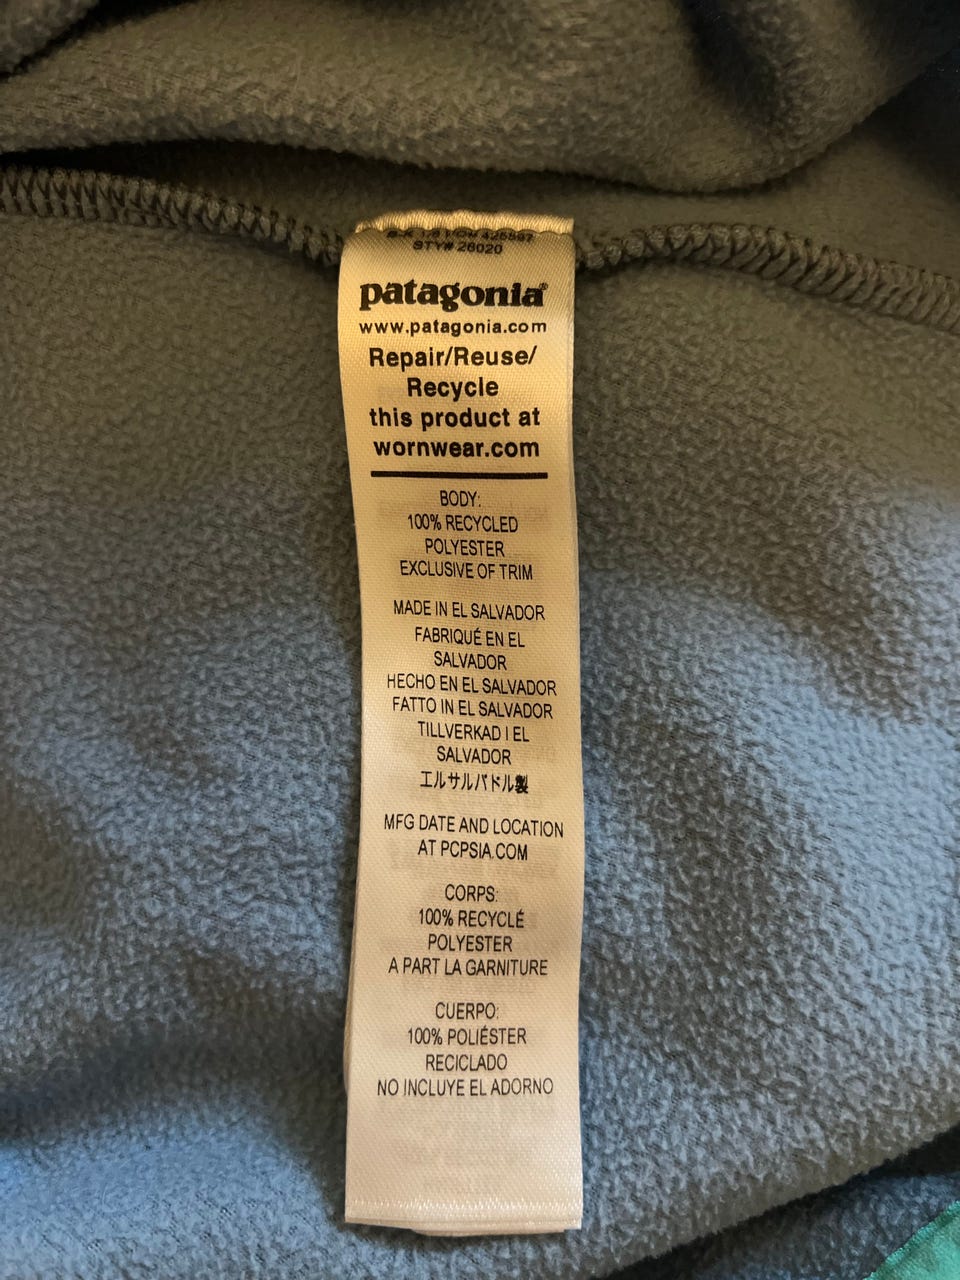 STY# 26020
patagonia®
www.patagonia.com
Repair/Reuse/
Recycle
this product at
wornwear.com
BODY:
100% RECYCLED
POLYESTER
EXCLUSIVE OF TRIM
MADE IN EL SALVADOR
FABRIQUÉ EN EL
SALVADOR
HECHO EN EL SALVADOR
FATTO IN EL SALVADOR
TILLVERKAD I EL
SALVADOR
エルサルバドル製
MFG DATE AND LOCATION
AT PCPSIA.COM
CORPS:
100% RECYCLÉ
POLYESTER
A PART LA GARNITURE
CUERPO:
100% POLIÉSTER
RECICLADO
NO INCLUYE EL ADORNO